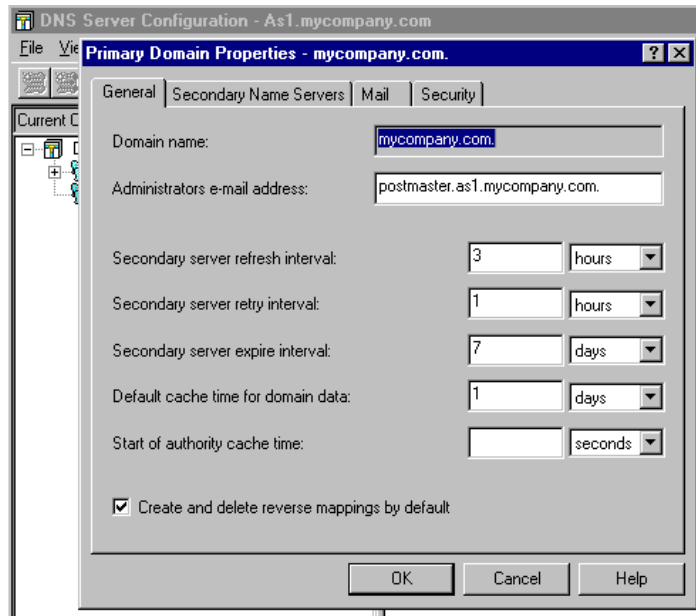 DNS Server Configuration - As1.mycompany.com
File
Primary Domain Properties - mycompany.com.
General Secondary Name Servers Mail Security
Domain name: mycompany.com.
Administrators e-mail address: postmaster.as1.mycompany.com.
Secondary server refresh interval: 3 hours
Secondary server retry interval: 1 hours
Secondary server expire interval: 7 days
Default cache time for domain data: 1 days
Start of authority cache time: seconds
Create and delete reverse mappings by default
OK Cancel Help